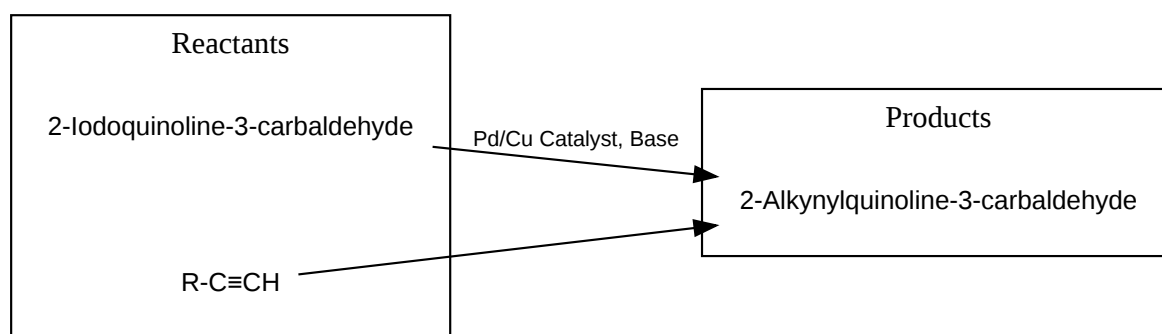 Reactants
2-Iodoquinoline-3-carbaldehyde
R-C≡CH
Pd/Cu Catalyst, Base
Products
2-Alkynylquinoline-3-carbaldehyde